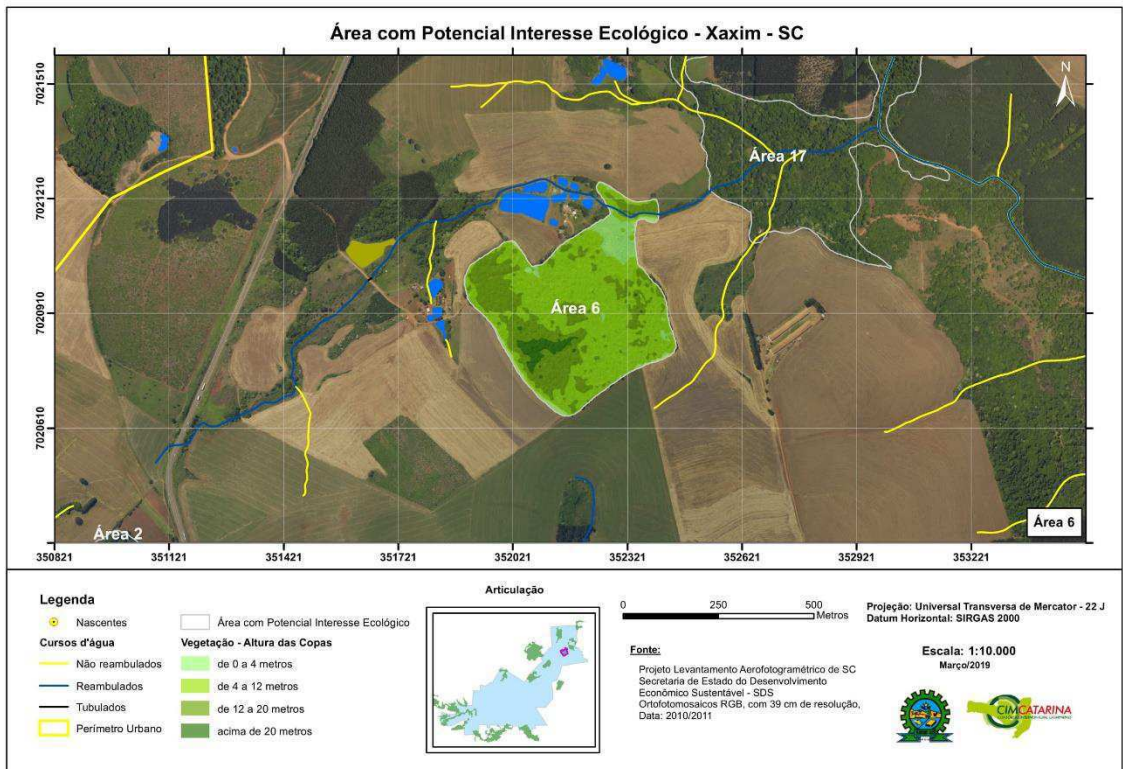 Área com Potencial Interesse Ecológico - Xaxim - SC
N
7021510
7021210
7020910
7020610
Área 17
Área 6
Área 2
Área 6
350821 351121 351421 351721 352021 352321 352621 352921 353221
Legenda
Nascentes
Cursos d'água
Não reambulados
Reambulados
Tubulados
Perímetro Urbano
Área com Potencial Interesse Ecológico
Vegetação - Altura das Copas
de 0 a 4 metros
de 4 a 12 metros
de 12 a 20 metros
acima de 20 metros
Articulação
0 250 500
Metros
Fonte:
Projeto Levantamento Aerofotogramétrico de SC
Secretaria de Estado do Desenvolvimento
Econômico Sustentável - SDS
Ortofotomosaicos RGB, com 39 cm de resolução,
Data: 2010/2011
Projeção: Universal Transversa de Mercator - 22 J
Datum Horizontal: SIRGAS 2000
Escala: 1:10.000
Março/2019
CIMCATARINA